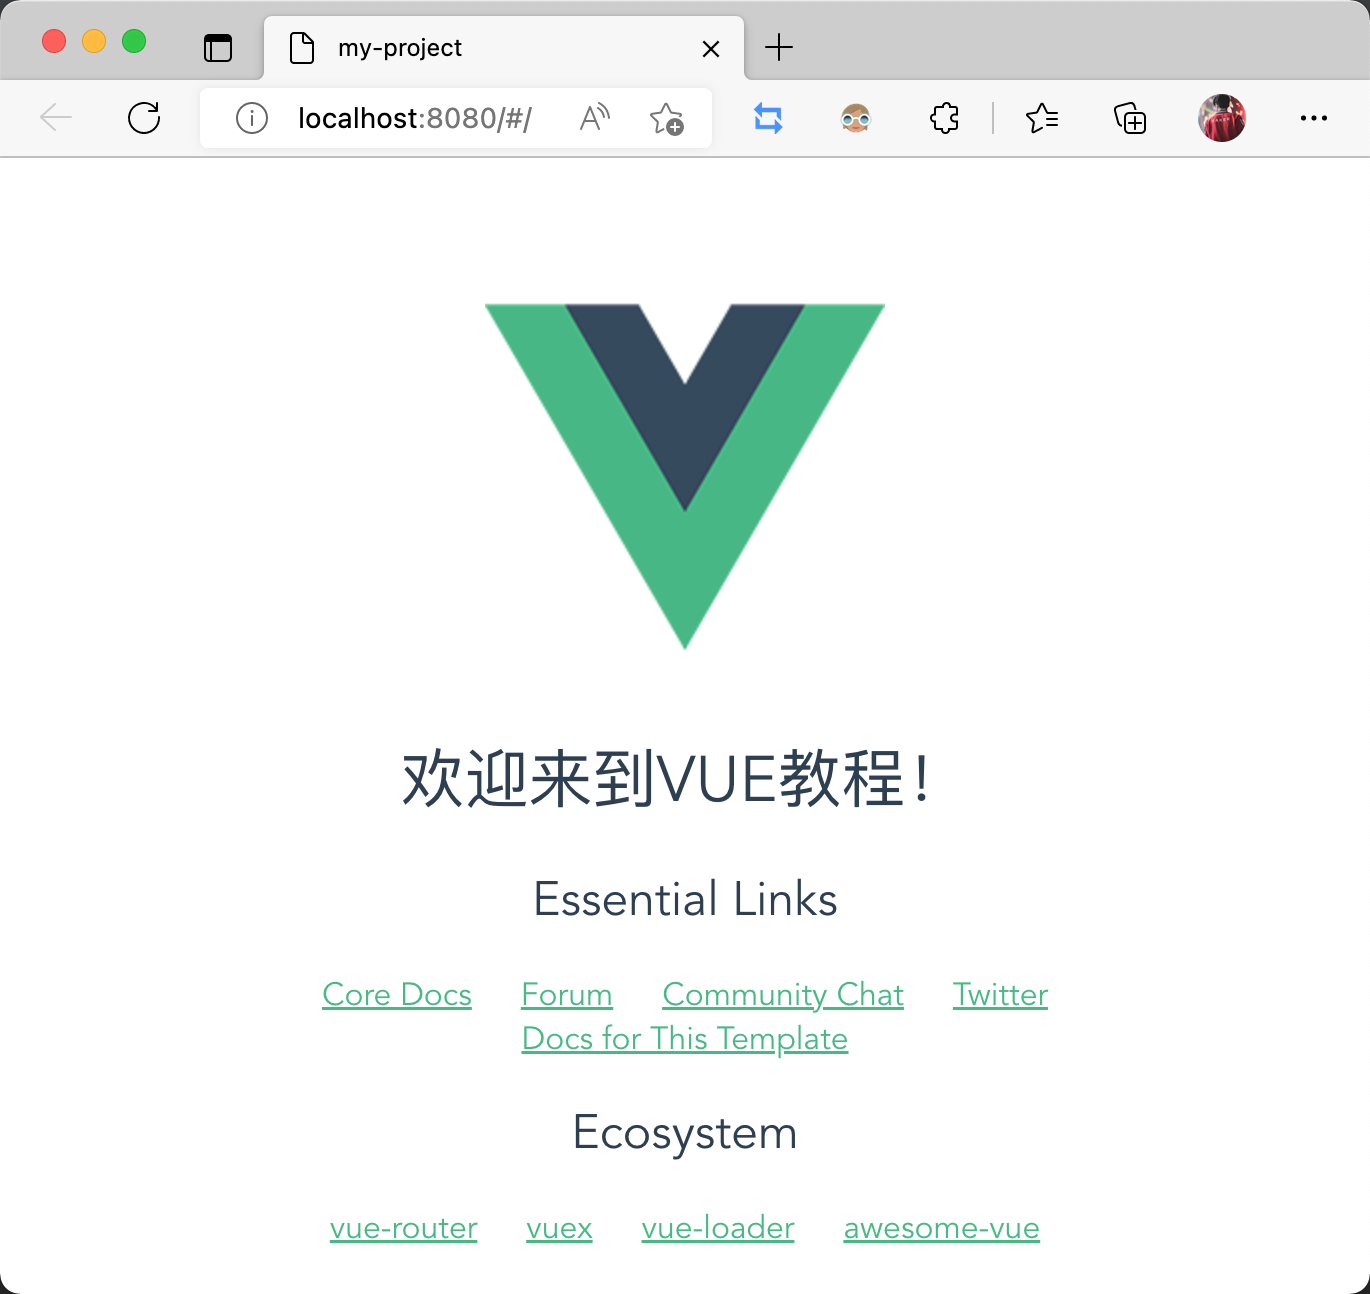 my-project
localhost:8080/#/
欢迎来到VUE教程！
Essential Links
Core Docs Forum Community Chat Twitter
Docs for This Template
Ecosystem
vue-router vuex vue-loader awesome-vue